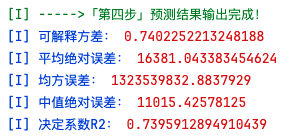 [I] ----->「第四步」预测结果输出完成!
[I] 可解释方差: 0.7402252213248188
[I] 平均绝对误差: 16381.043383454624
[I] 均方误差: 1323539832.8837929
[I] 中值绝对误差: 11015.42578125
[I] 决定系数R2: 0.7395912894910439